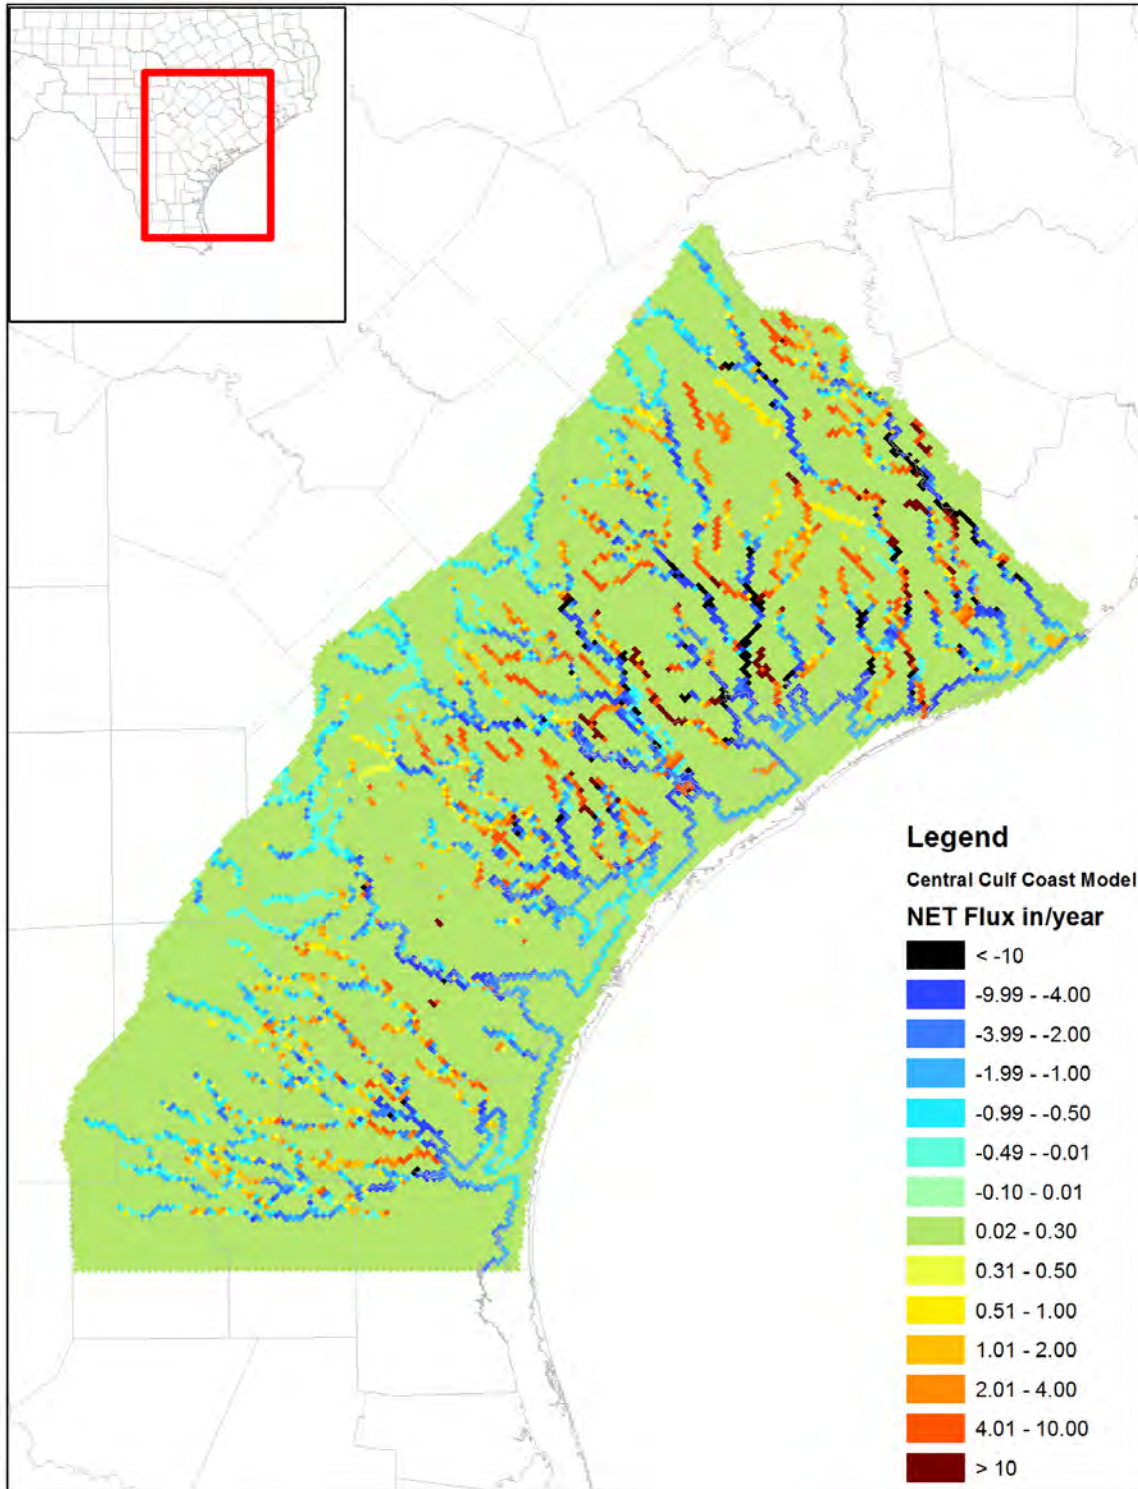 Legend
Central Culf Coast Model
NET Flux in/year
< -10
-9.99 - -4.00
-3.99 - -2.00
-1.99 - -1.00
-0.99 - -0.50
-0.49 - -0.01
-0.10 - 0.01
0.02 - 0.30
0.31 - 0.50
0.51 - 1.00
1.01 - 2.00
2.01 - 4.00
4.01 - 10.00
> 10